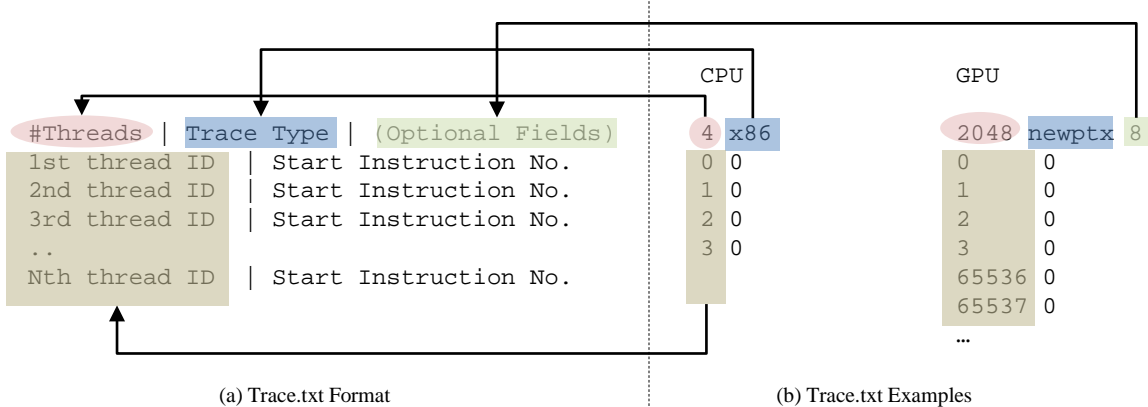 #Threads | Trace Type | (Optional Fields)
1st thread ID | Start Instruction No.
2nd thread ID | Start Instruction No.
3rd thread ID | Start Instruction No.
..
Nth thread ID | Start Instruction No.
(a) Trace.txt Format
CPU
4 x86
0 0
1 0
2 0
3 0
GPU
2048 newptx 8
0 0
1 0
2 0
3 0
65536 0
65537 0
…
(b) Trace.txt Examples